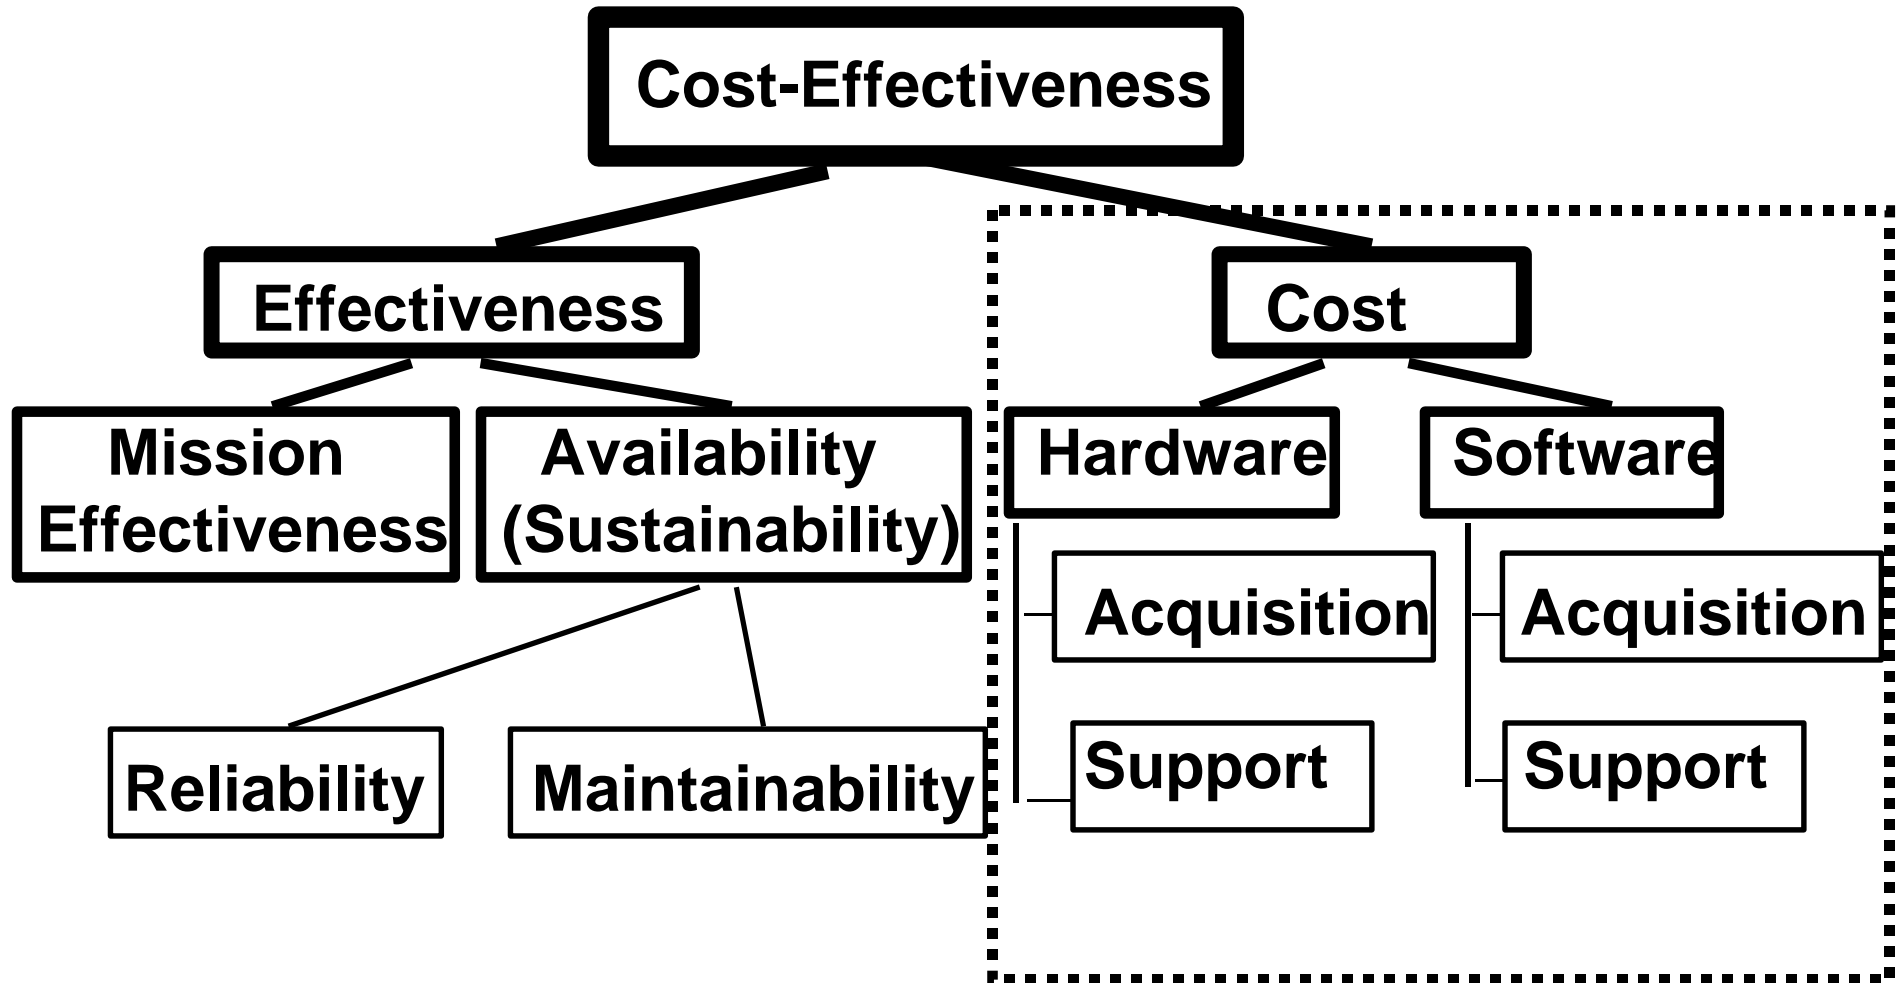 Cost-Effectiveness
Effectiveness
Cost
Mission
Effectiveness
Availability
(Sustainability)
Hardware
Software
Acquisition
Acquisition
Support
Support
Reliability
Maintainability